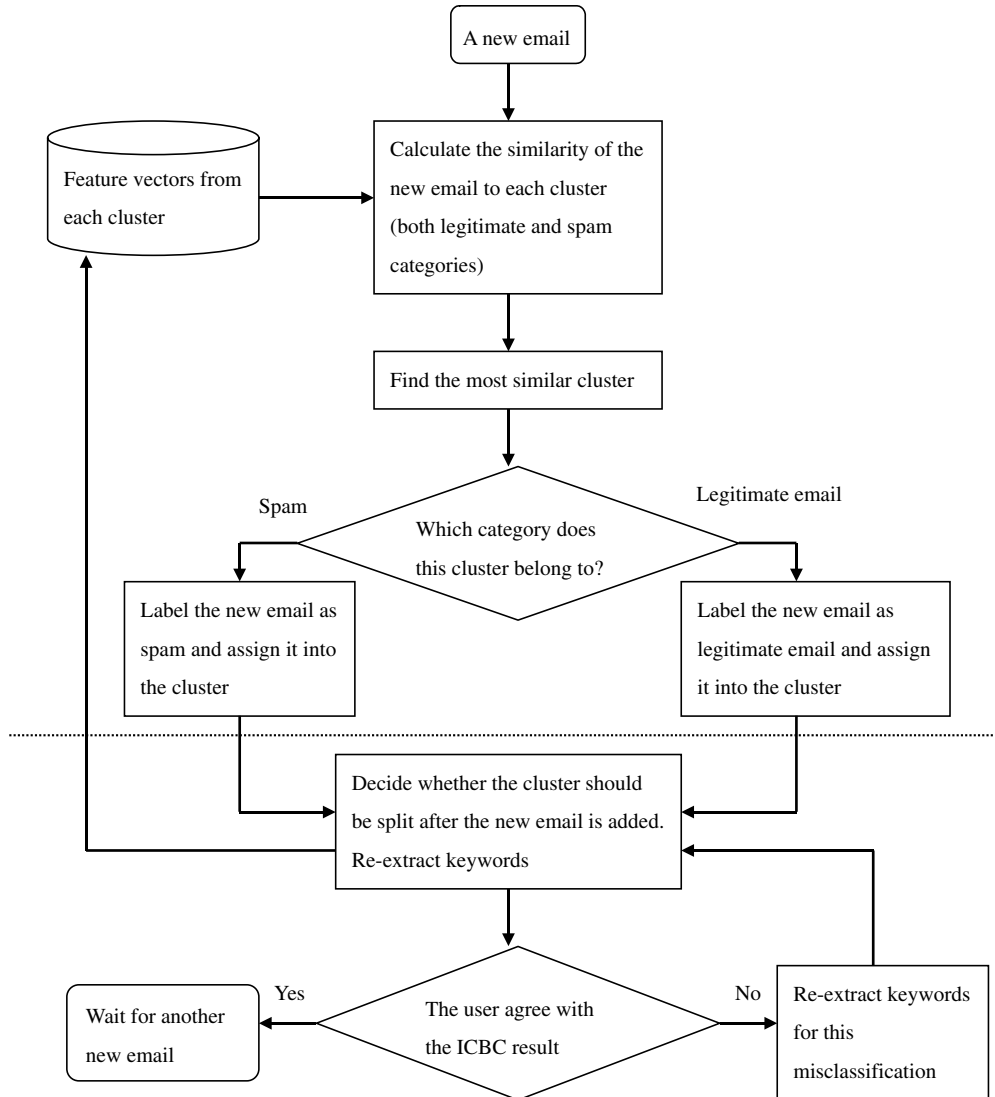 A new email
Feature vectors from
each cluster
Calculate the similarity of the
new email to each cluster
(both legitimate and spam
categories)
Find the most similar cluster
Spam
Legitimate email
Which category does
this cluster belong to?
Label the new email as
spam and assign it into
the cluster
Label the new email as
legitimate email and assign
it into the cluster
Decide whether the cluster should
be split after the new email is added.
Re-extract keywords
Yes
No
Wait for another
new email
The user agree with
the ICBC result
Re-extract keywords
for this
misclassification